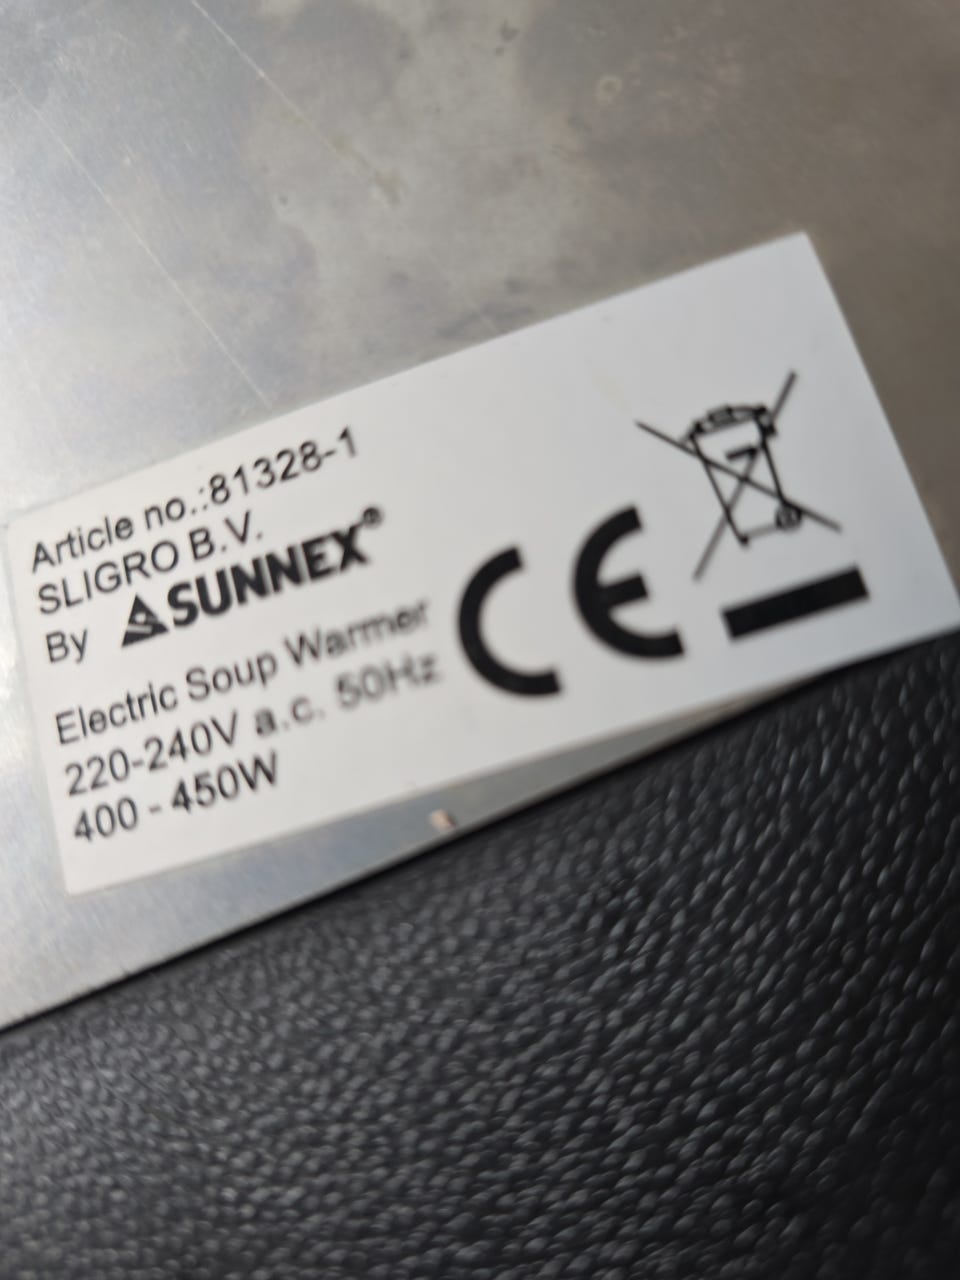 Article no.:81328-1
SLIGRO B.V.
By SUNNEX®
Electric Soup Warmer
220-240V a.c. 50Hz
400 - 450W
CE